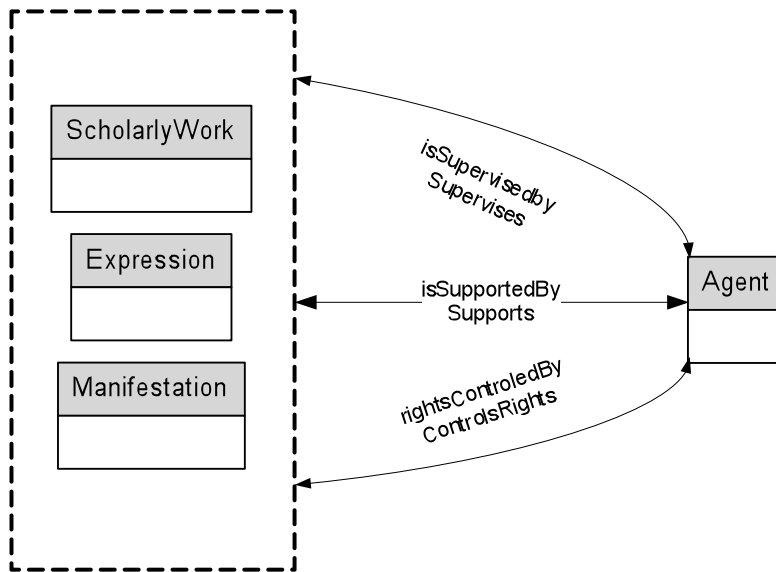 ScholarlyWork
Expression
Manifestation
isSupervisedby
Supervises
isSupportedBy
Supports
rightsControledBy
ControlsRights
Agent